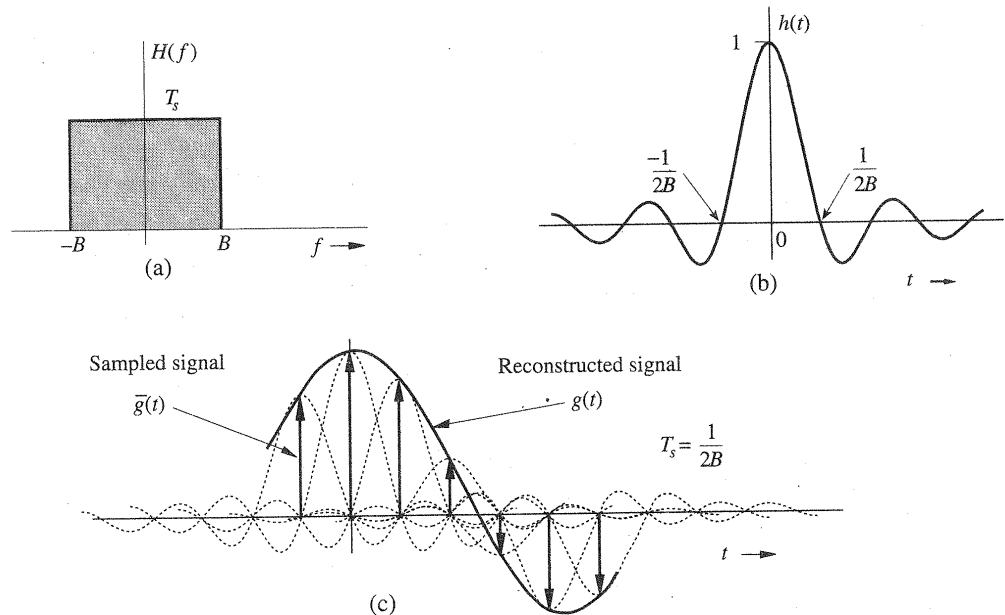 H(f)
T_s
-B
B
f →
(a)
h(t)
1
-1/2B
1/2B
0
t →
(b)
Sampled signal
g̅(t)
Reconstructed signal
g(t)
T_s = 1/2B
t →
(c)